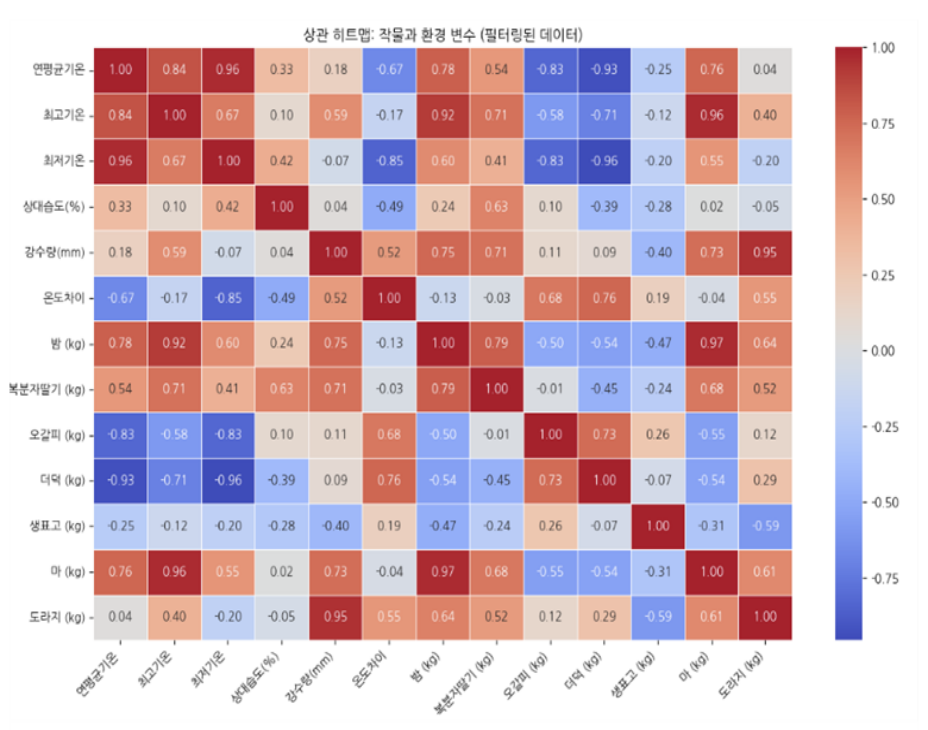 상관 히트맵: 작물과 환경 변수 (필터링된 데이터)
연평균기온 1.00 0.84 0.96 0.33 0.18 -0.67 0.78 0.54 -0.83 -0.93 -0.25 0.76 0.04
최고기온 0.84 1.00 0.67 0.10 0.59 -0.17 0.92 0.71 -0.58 -0.71 -0.12 0.96 0.40
최저기온 0.96 0.67 1.00 0.42 -0.07 -0.85 0.60 0.41 -0.83 -0.96 -0.20 0.55 -0.20
상대습도(%) 0.33 0.10 0.42 1.00 0.04 -0.49 0.24 0.63 0.10 -0.39 -0.28 0.02 -0.05
강수량(mm) 0.18 0.59 -0.07 0.04 1.00 0.52 0.75 0.71 0.11 0.09 -0.40 0.73 0.95
온도차이 -0.67 -0.17 -0.85 -0.49 0.52 1.00 -0.13 -0.03 0.68 0.76 0.19 -0.04 0.55
밤 (kg) 0.78 0.92 0.60 0.24 0.75 -0.13 1.00 0.79 -0.50 -0.54 -0.47 0.97 0.64
복분자딸기 (kg) 0.54 0.71 0.41 0.63 0.71 -0.03 0.79 1.00 -0.01 -0.45 -0.24 0.68 0.52
오갈피 (kg) -0.83 -0.58 -0.83 0.10 0.11 0.68 -0.50 -0.01 1.00 0.73 0.26 -0.55 0.12
더덕 (kg) -0.93 -0.71 -0.96 -0.39 0.09 0.76 -0.54 -0.45 0.73 1.00 -0.07 -0.54 0.29
생표고 (kg) -0.25 -0.12 -0.20 -0.28 -0.40 0.19 -0.47 -0.24 0.26 -0.07 1.00 -0.31 -0.59
마 (kg) 0.76 0.96 0.55 0.02 0.73 -0.04 0.97 0.68 -0.55 -0.54 -0.31 1.00 0.61
도라지 (kg) 0.04 0.40 -0.20 -0.05 0.95 0.55 0.64 0.52 0.12 0.29 -0.59 0.61 1.00
연평균기온 최고기온 최저기온 상대습도(%) 강수량(mm) 온도차이 밤 (kg) 복분자딸기 (kg) 오갈피 (kg) 더덕 (kg) 생표고 (kg) 마 (kg) 도라지 (kg)
1.00
0.75
0.50
0.25
0.00
-0.25
-0.50
-0.75